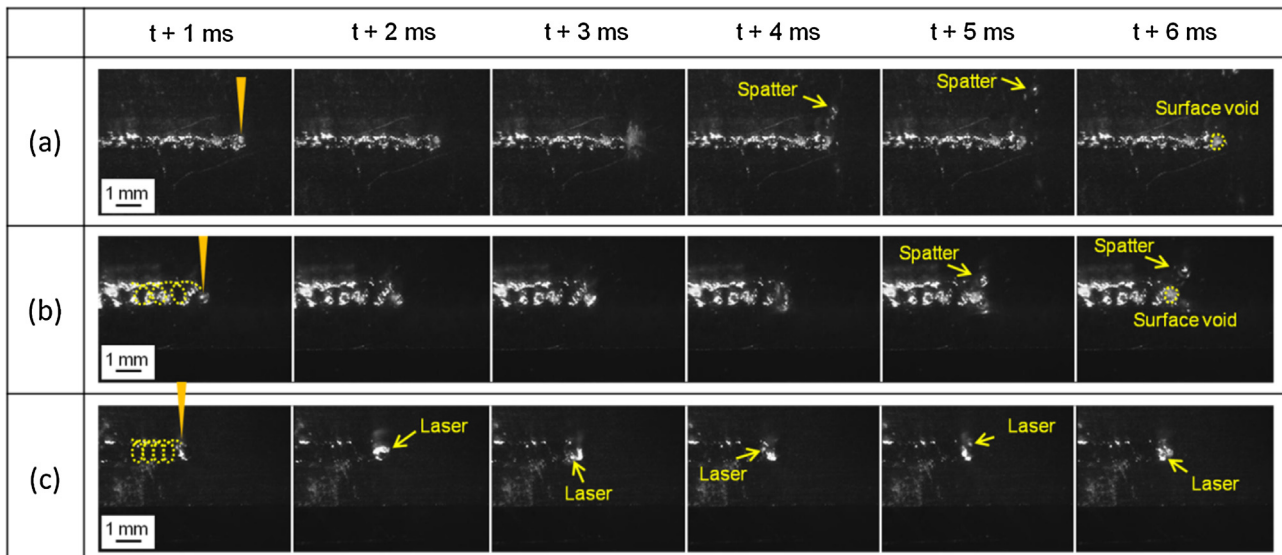 t + 1 ms t + 2 ms t + 3 ms t + 4 ms t + 5 ms t + 6 ms
(a)
Spatter
Spatter
Surface void
1 mm
(b)
Spatter
Spatter
Surface void
1 mm
(c)
Laser
Laser
Laser
Laser
Laser
1 mm